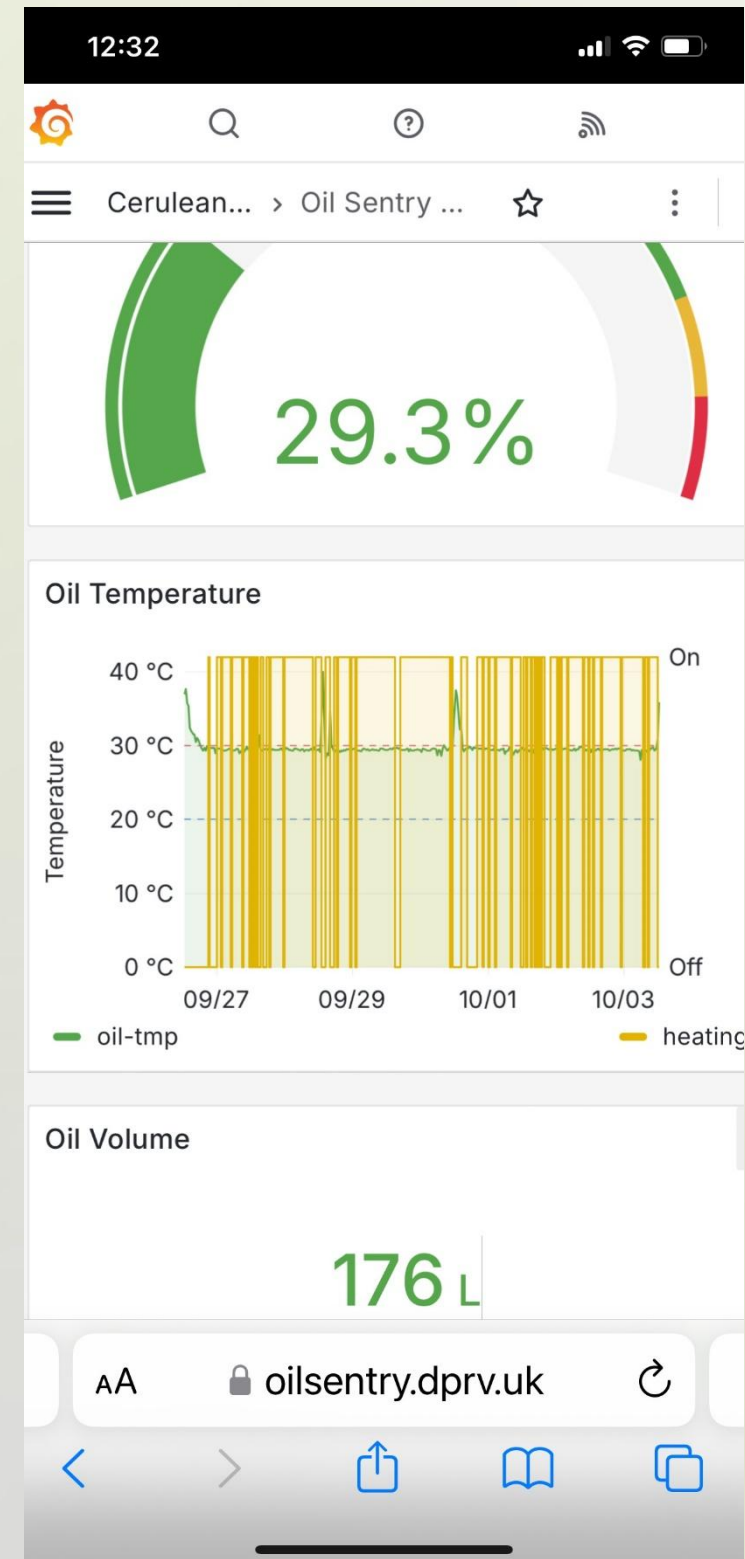 12:32
Cerulean... › Oil Sentry ...
29.3%
Oil Temperature
40 °C
On
30 °C
Temperature
20 °C
10 °C
0 °C
Off
09/27 09/29 10/01 10/03
oil-tmp heating
Oil Volume
176 L
AA oilsentry.dprv.uk